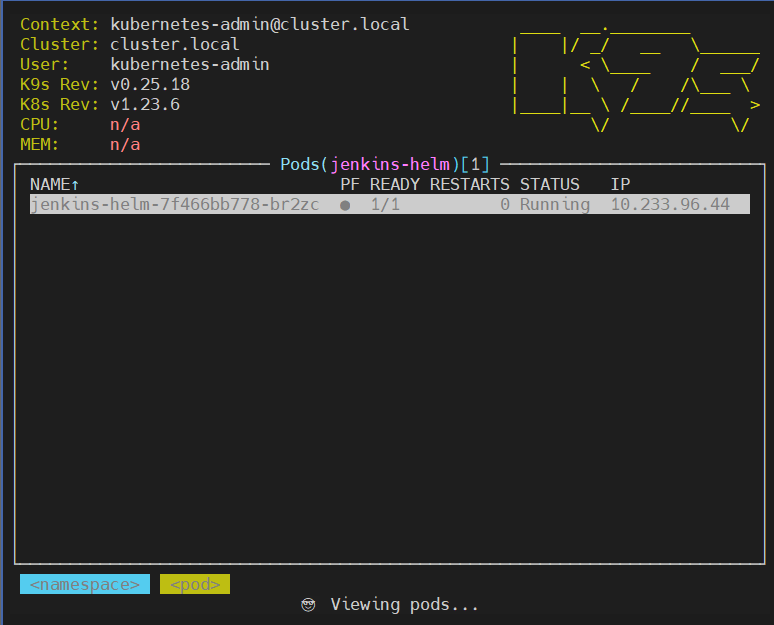 Context: kubernetes-admin@cluster.local
Cluster: cluster.local
User: kubernetes-admin
K9s Rev: v0.25.18
K8s Rev: v1.23.6
CPU: n/a
MEM: n/a
K9s
Pods(jenkins-helm)[1]
NAME↑ PF READY RESTARTS STATUS IP
jenkins-helm-7f466bb778-br2zc ● 1/1 0 Running 10.233.96.44
<namespace> <pod>
😎 Viewing pods...